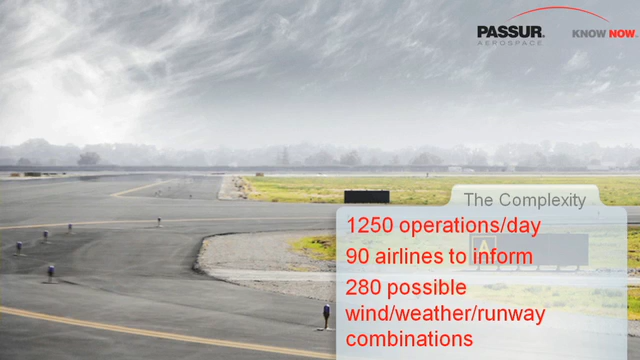 PASSUR.
AEROSPACE
KNOW NOW.
The Complexity
1250 operations/day
90 airlines to inform
A
280 possible
wind/weather/runway
combinations